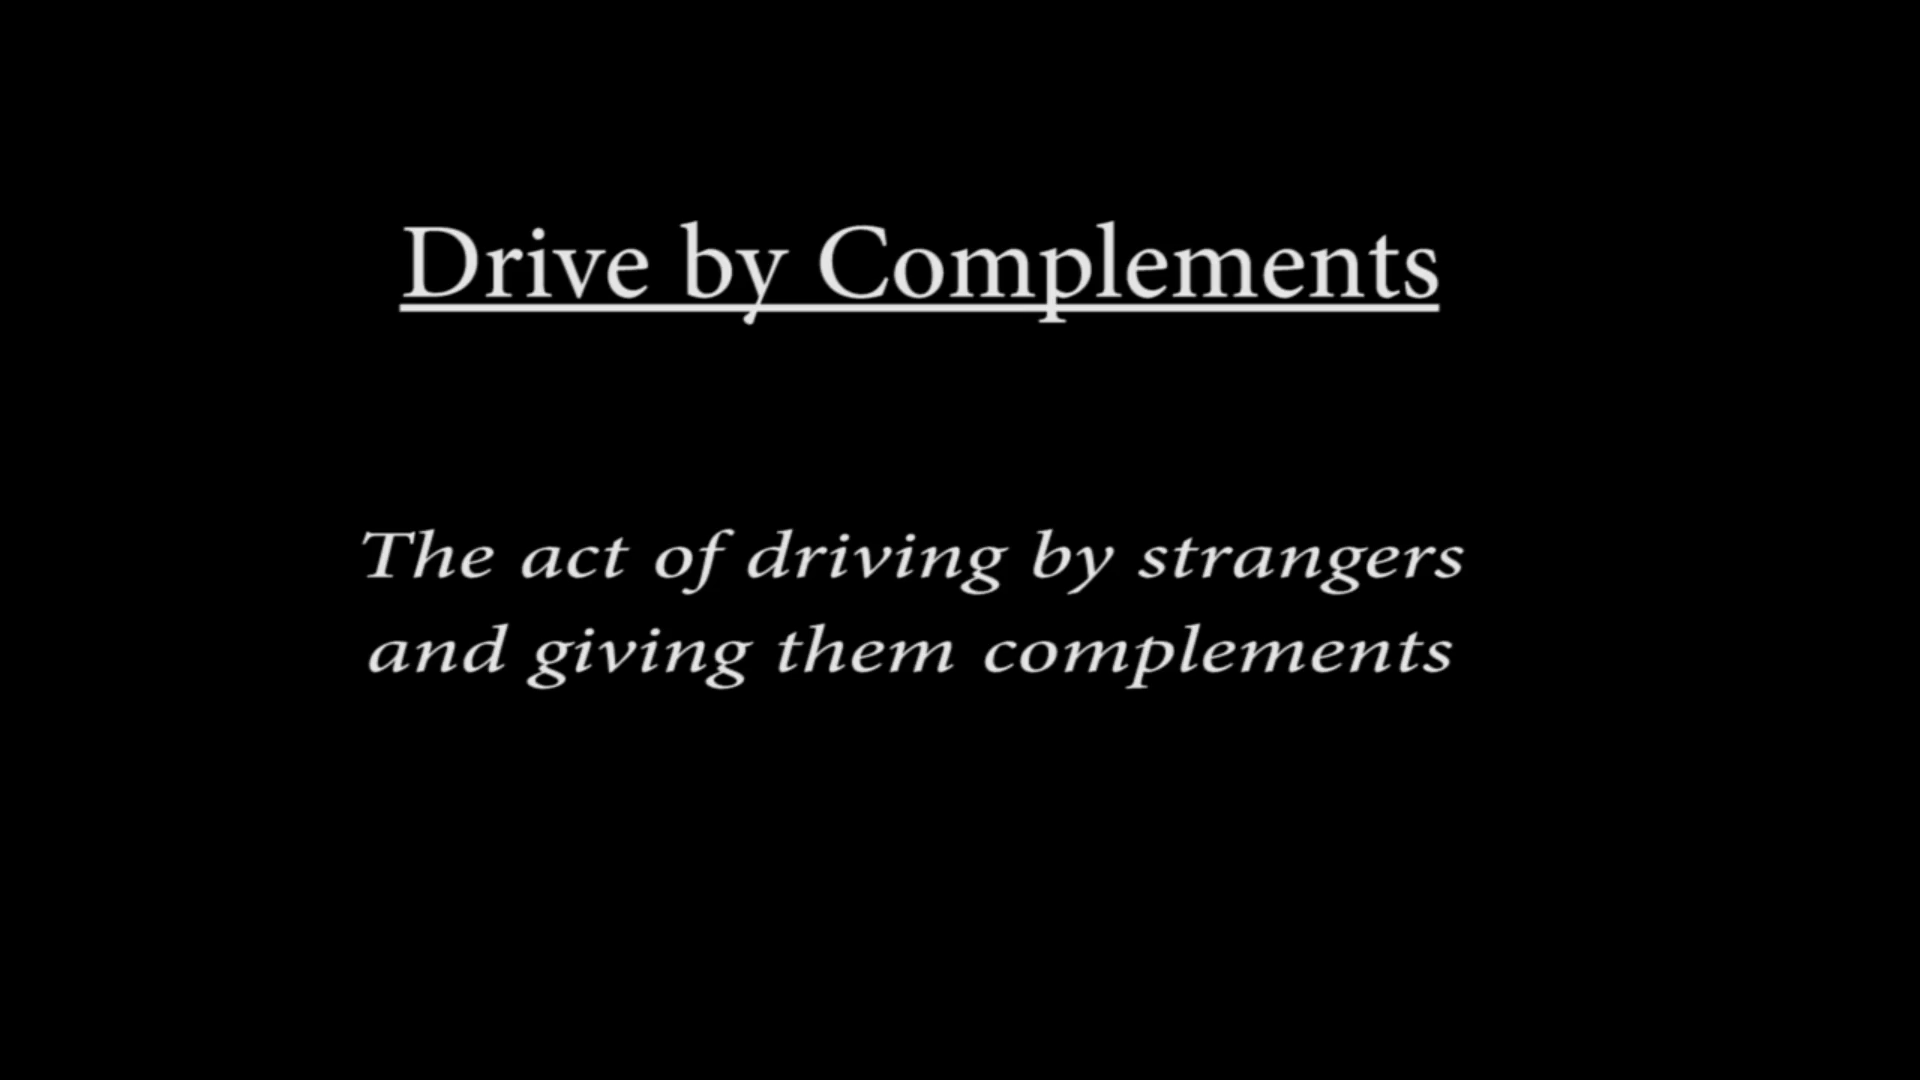 Drive by Complements
The act of driving by strangers
and giving them complements